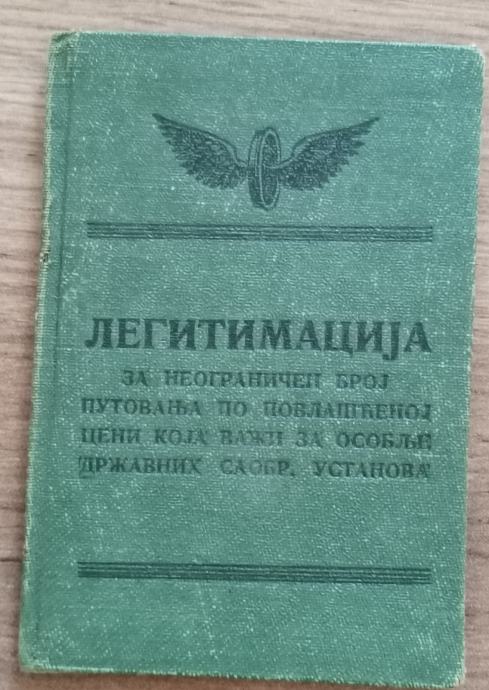 ЛЕГИТИМАЦИЈА
ЗА НЕОГРАНИЧЕН БРОЈ
ПУТОВАЊА ПО ПОВЛАШЋЕНОЈ
ЦЕНИ КОЈА ВАЖИ ЗА ОСОБЉЕ
ДРЖАВНИХ САОБР. УСТАНОВА